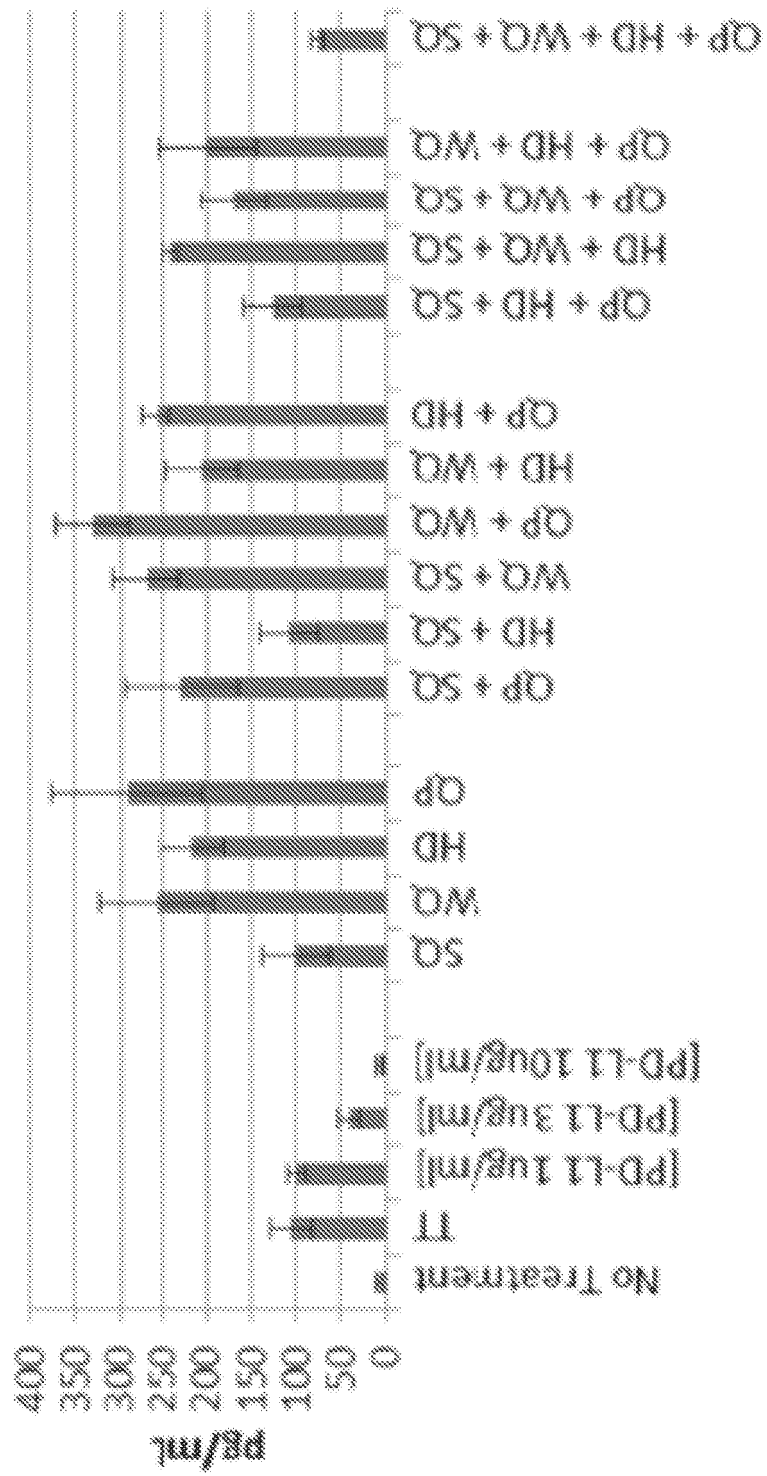 pg/mL
400
350
300
250
200
150
100
50
0
No Treatment
TT
[PD-L1 1ug/ml]
[PD-L1 3ug/ml]
[PD-L1 10ug/ml]
SQ
WQ
HD
QP
QP + SQ
HD + SQ
WQ + SQ
QP + WQ
HD + WQ
QP + HD
QP + HD + SQ
HD + WQ + SQ
QP + WQ + SQ
QP + HD + WQ
QP + HD + WQ + SQ